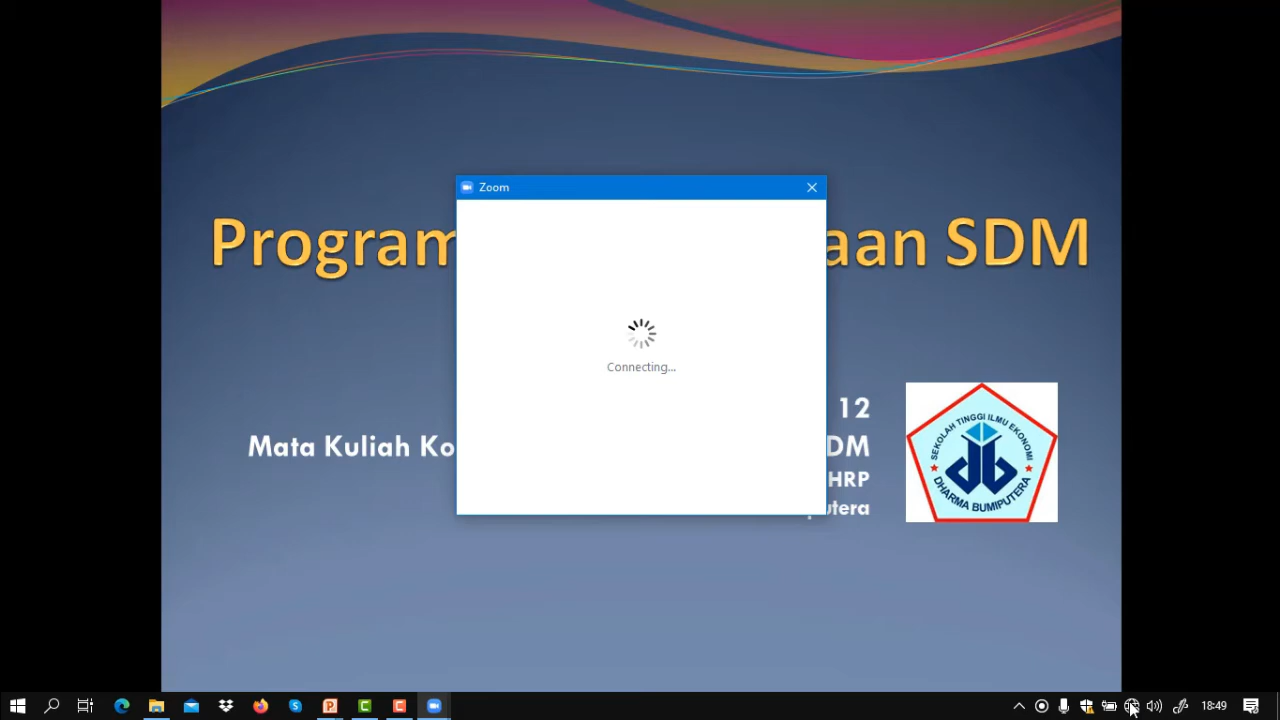 Zoom
Program aan SDM
Connecting...
12
Mata Kuliah Ko DM
HRP
utera
SEKOLAH TINGGI ILMU EKONOMI
DHARMA BUMIPUTERA
18:49